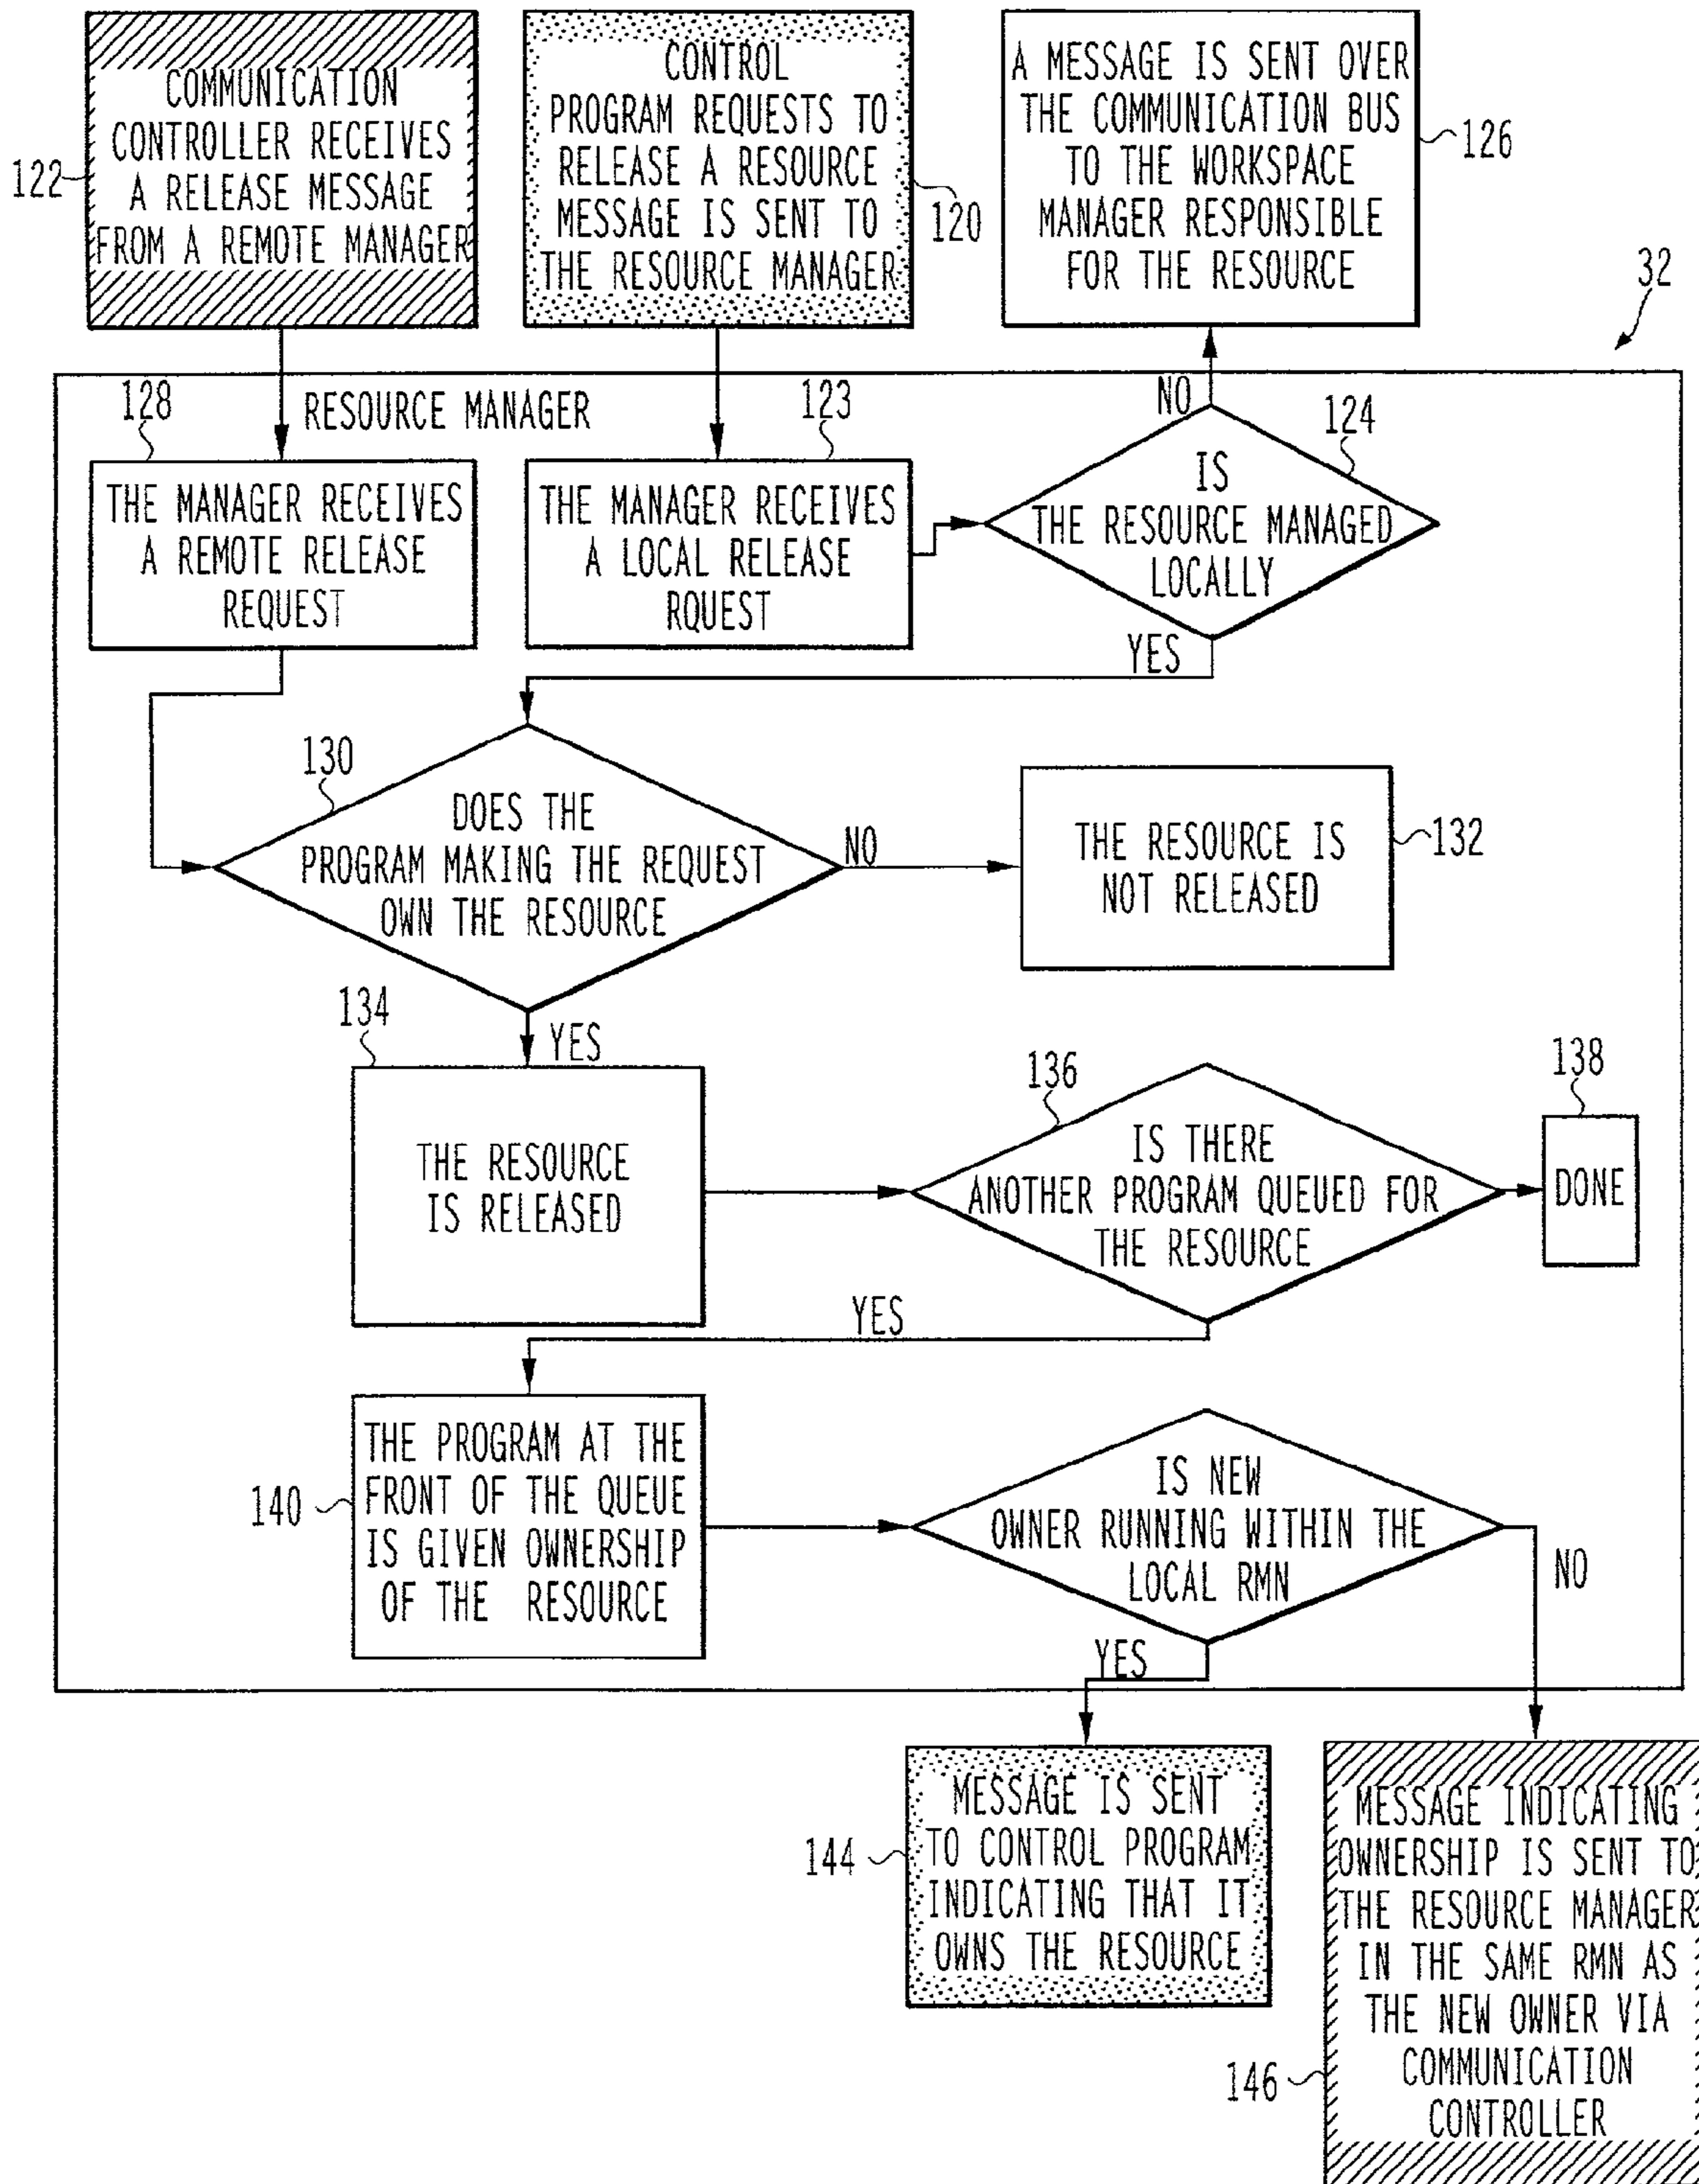 COMMUNICATION
CONTROLLER RECEIVES
A RELEASE MESSAGE
FROM A REMOTE MANAGER
122
CONTROL
PROGRAM REQUESTS TO
RELEASE A RESOURCE
MESSAGE IS SENT TO
THE RESOURCE MANAGER
120
A MESSAGE IS SENT OVER
THE COMMUNICATION BUS
TO THE WORKSPACE
MANAGER RESPONSIBLE
FOR THE RESOURCE
126
32
RESOURCE MANAGER
128
THE MANAGER RECEIVES
A REMOTE RELEASE
REQUEST
123
THE MANAGER RECEIVES
A LOCAL RELEASE
RQUEST
NO
124
IS
THE RESOURCE MANAGED
LOCALLY
YES
130
DOES THE
PROGRAM MAKING THE REQUEST
OWN THE RESOURCE
NO
THE RESOURCE IS
NOT RELEASED
132
YES
134
THE RESOURCE
IS RELEASED
136
IS THERE
ANOTHER PROGRAM QUEUED FOR
THE RESOURCE
138
DONE
YES
140
THE PROGRAM AT THE
FRONT OF THE QUEUE
IS GIVEN OWNERSHIP
OF THE RESOURCE
IS NEW
OWNER RUNNING WITHIN THE
LOCAL RMN
NO
YES
144
MESSAGE IS SENT
TO CONTROL PROGRAM
INDICATING THAT IT
OWNS THE RESOURCE
146
MESSAGE INDICATING
OWNERSHIP IS SENT TO
THE RESOURCE MANAGER
IN THE SAME RMN AS
THE NEW OWNER VIA
COMMUNICATION
CONTROLLER